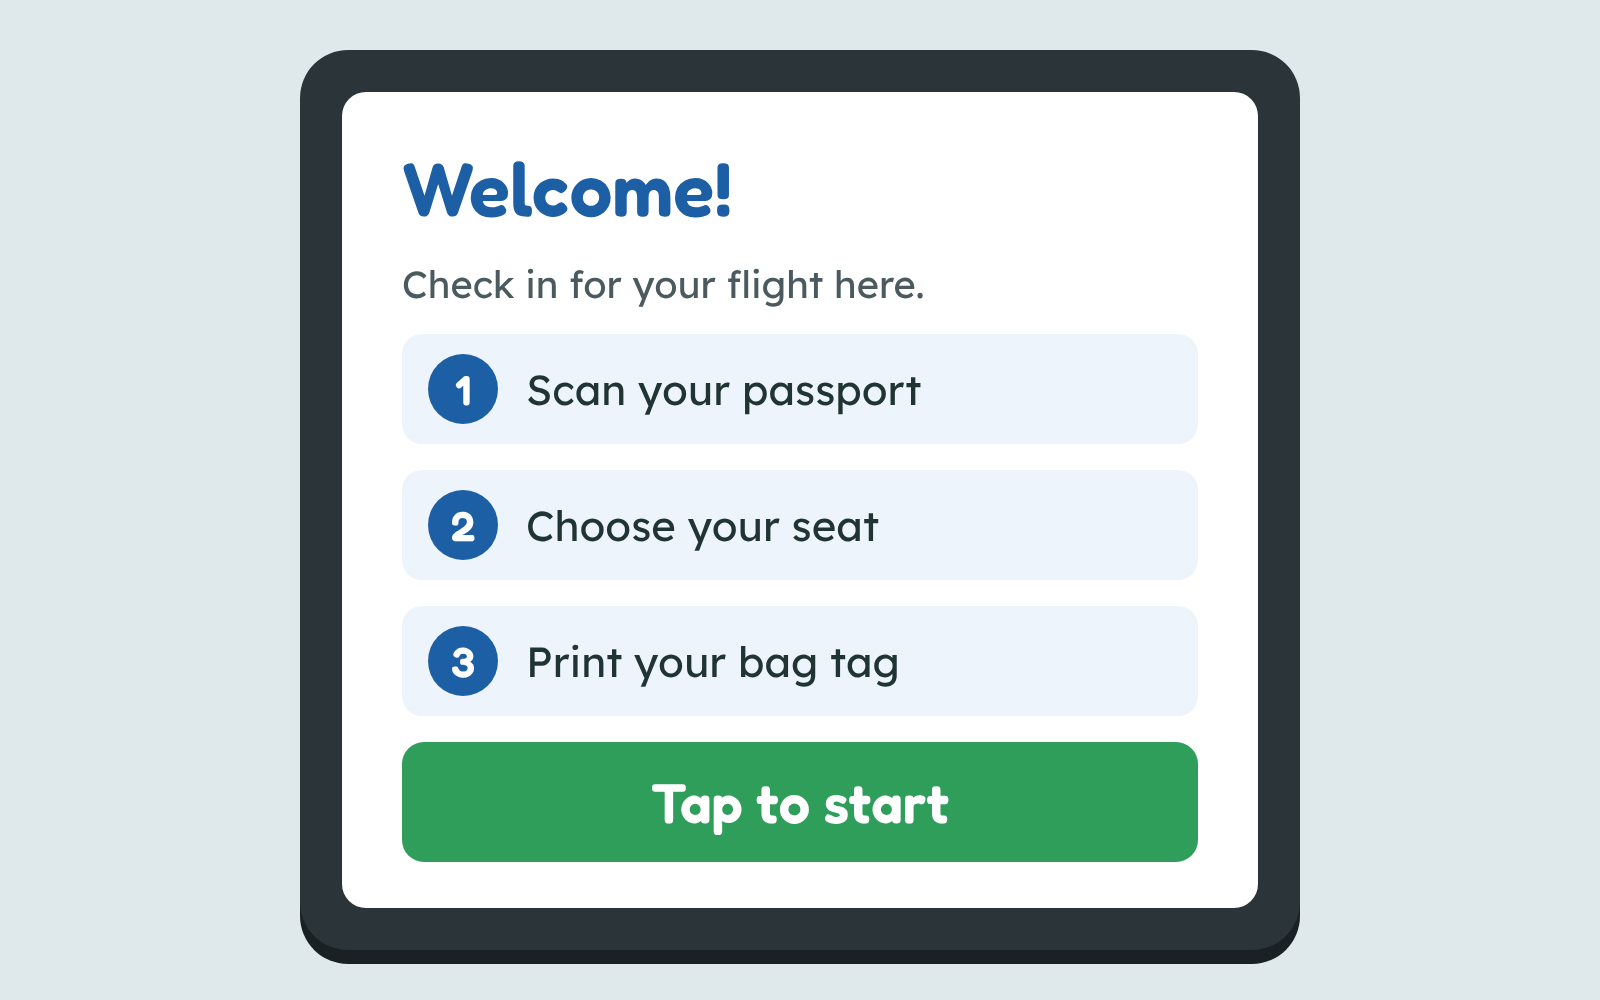 Welcome!
Check in for your flight here.
1 Scan your passport
2 Choose your seat
3 Print your bag tag
Tap to start